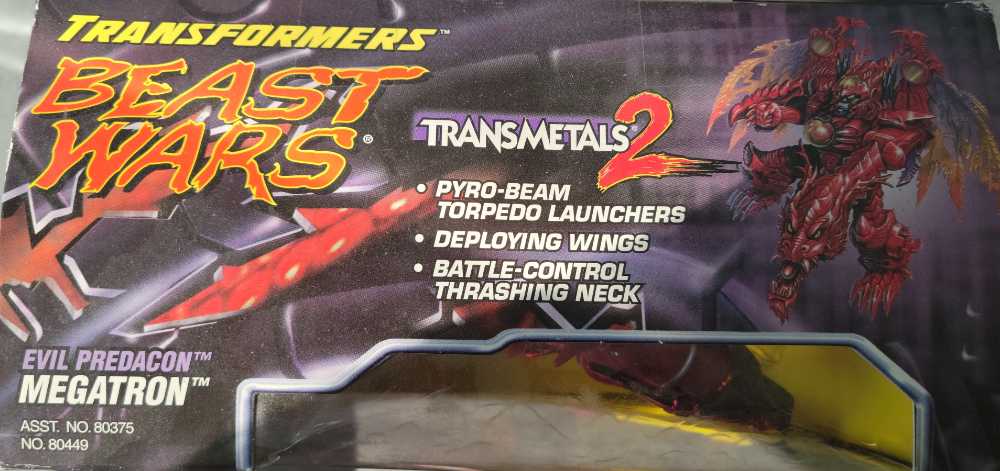 TRANSFORMERS™
BEAST
WARS®
TRANSMETALS® 2
• PYRO-BEAM
TORPEDO LAUNCHERS
• DEPLOYING WINGS
• BATTLE-CONTROL
THRASHING NECK
EVIL PREDACON™
MEGATRON™
ASST. NO. 80375
NO. 80449